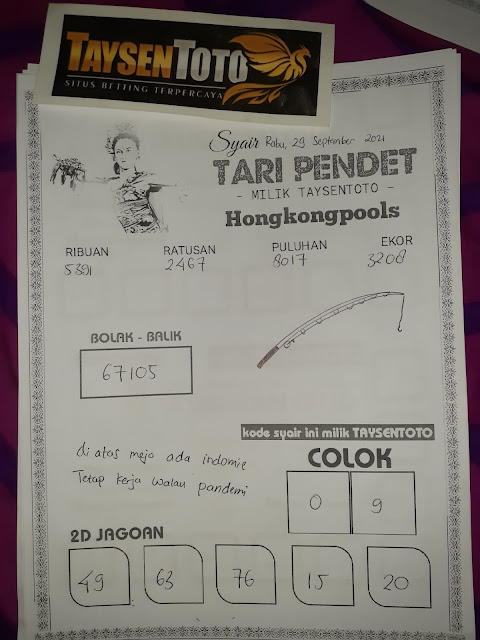 TAYSENTOTO
SITUS BETTING TERPERCAYA
Syair Rabu, 29 September 2021
TARI PENDET
- MILIK TAYSENTOTO -
Hongkongpools
RIBUAN RATUSAN PULUHAN EKOR
5391 2467 8017 3208
BOLAK - BALIK
67105
kode syair ini milik TAYSENTOTO
di atas meja ada indomie
Tetap kerja walau pandemi
COLOK
0 9
2D JAGOAN
49 63 76 15 20